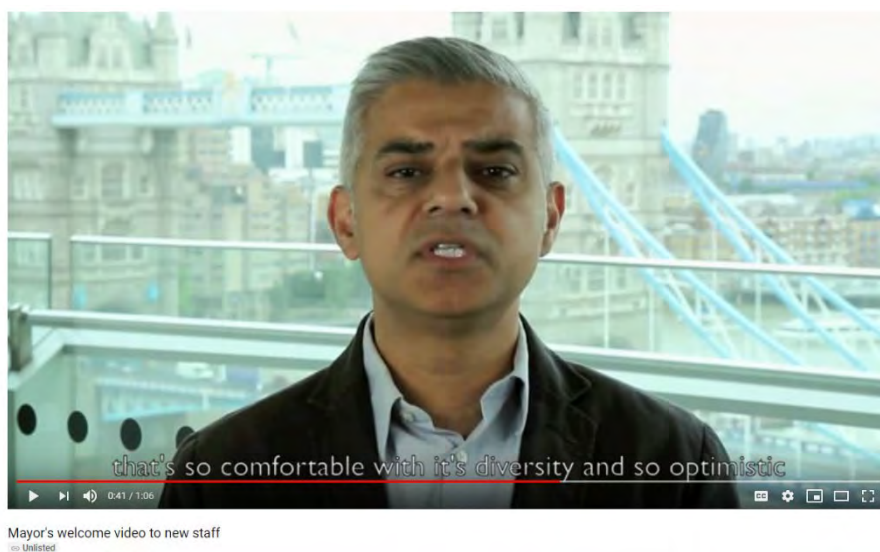 that's so comfortable with it's diversity and so optimistic
0:41 / 1:06
CC
Mayor's welcome video to new staff
Unlisted